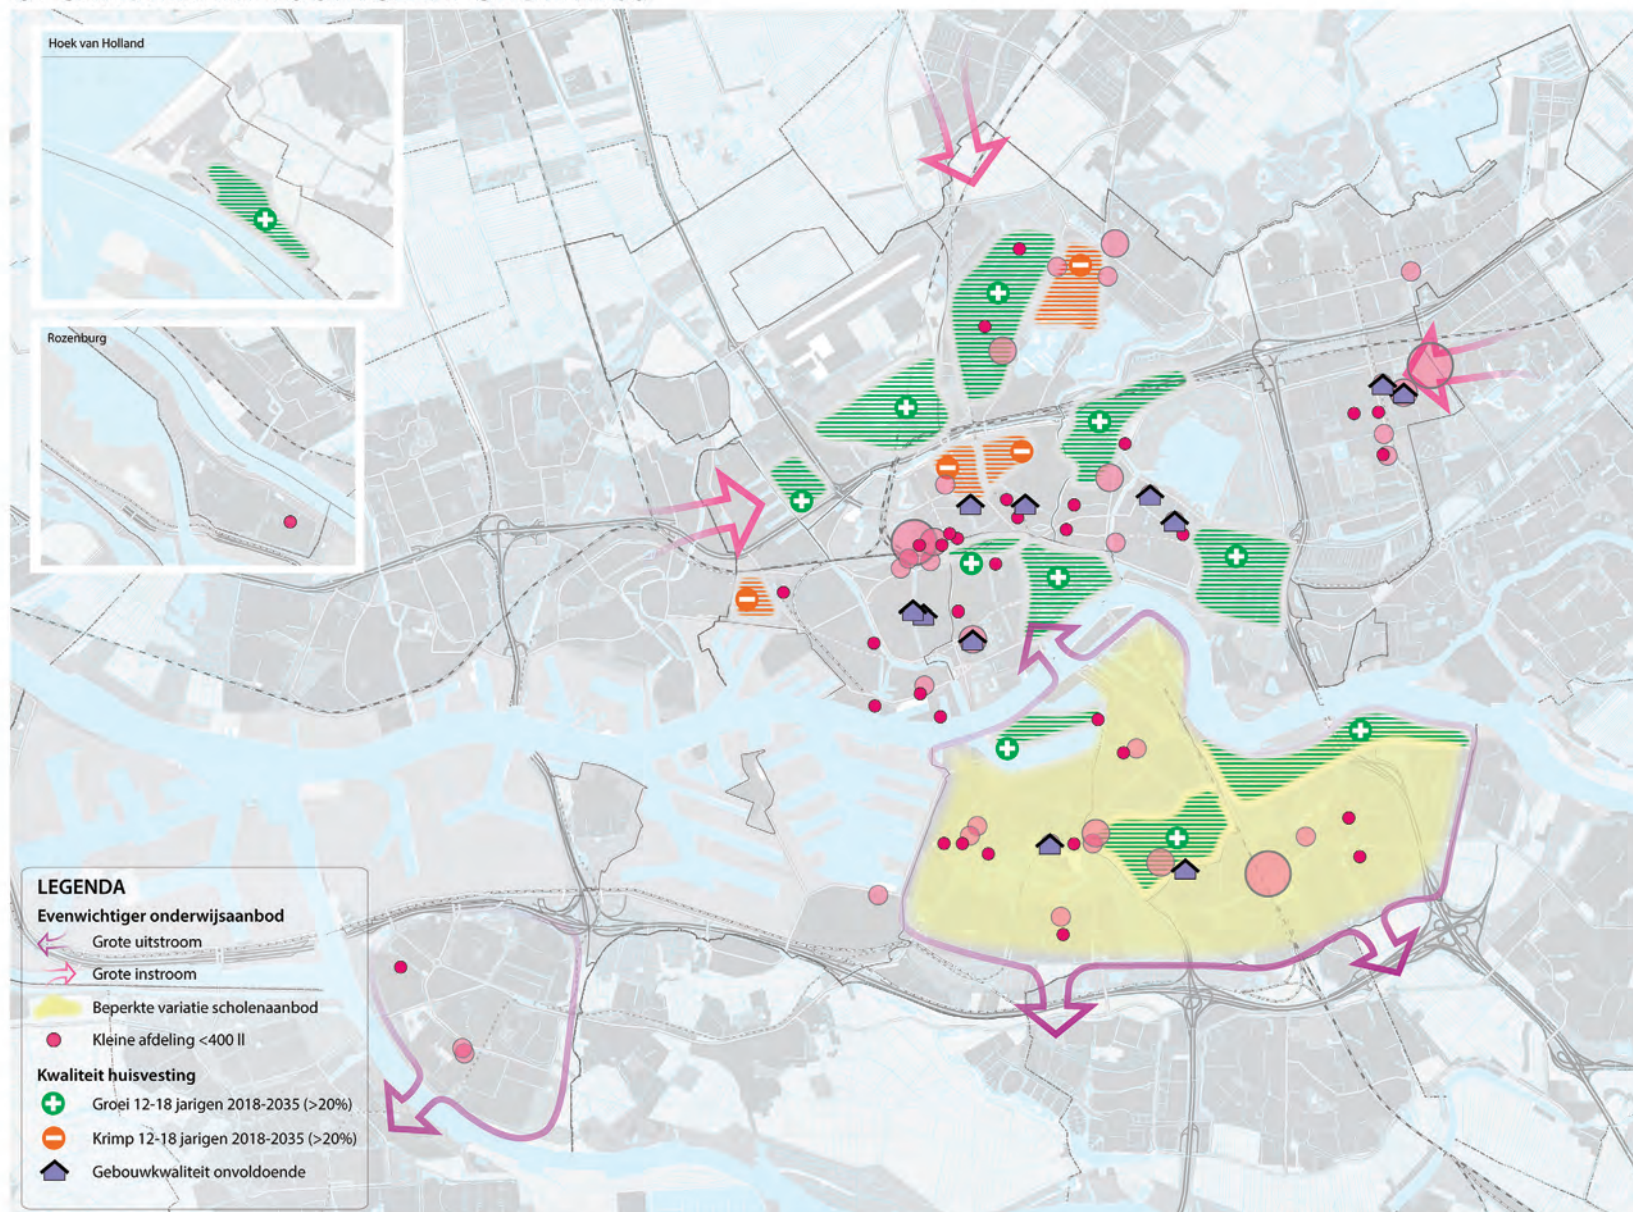 Hoek van Holland
Rozenburg
LEGENDA
Evenwichtiger onderwijsaanbod
Grote uitstroom
Grote instroom
Beperkte variatie scholenaanbod
Kleine afdeling <400 ll
Kwaliteit huisvesting
Groei 12-18 jarigen 2018-2035 (>20%)
Krimp 12-18 jarigen 2018-2035 (>20%)
Gebouwkwaliteit onvoldoende